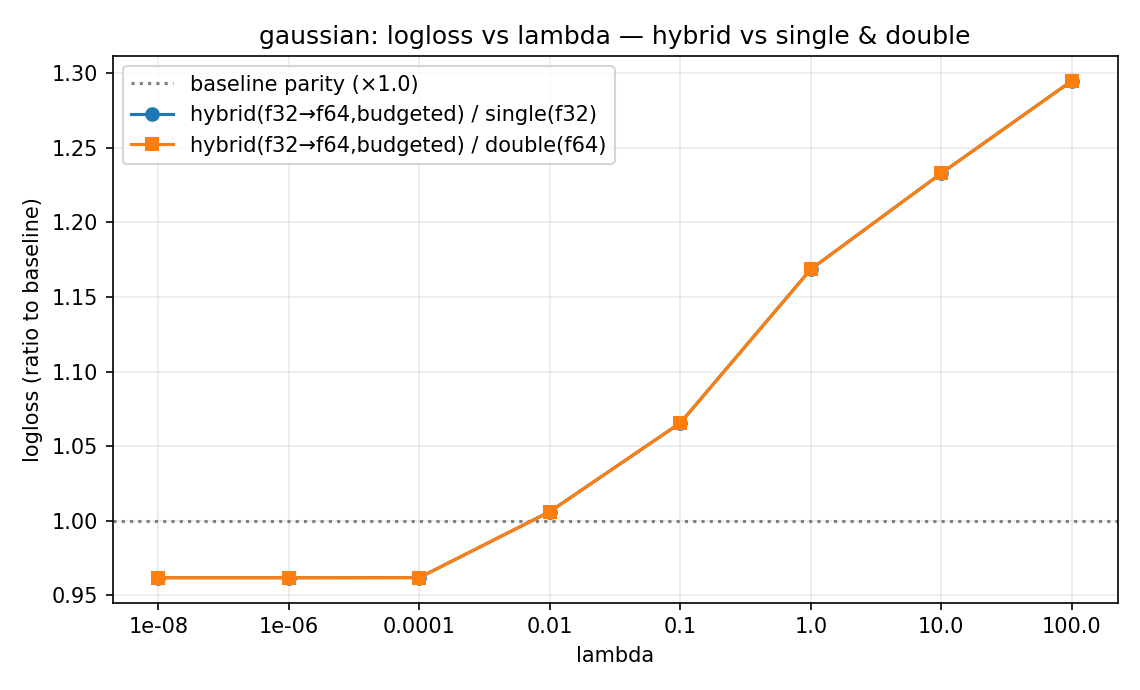 gaussian: logloss vs lambda — hybrid vs single & double
baseline parity (×1.0)
hybrid(f32→f64,budgeted) / single(f32)
hybrid(f32→f64,budgeted) / double(f64)
logloss (ratio to baseline)
1.30
1.25
1.20
1.15
1.10
1.05
1.00
0.95
1e-08 1e-06 0.0001 0.01 0.1 1.0 10.0 100.0
lambda